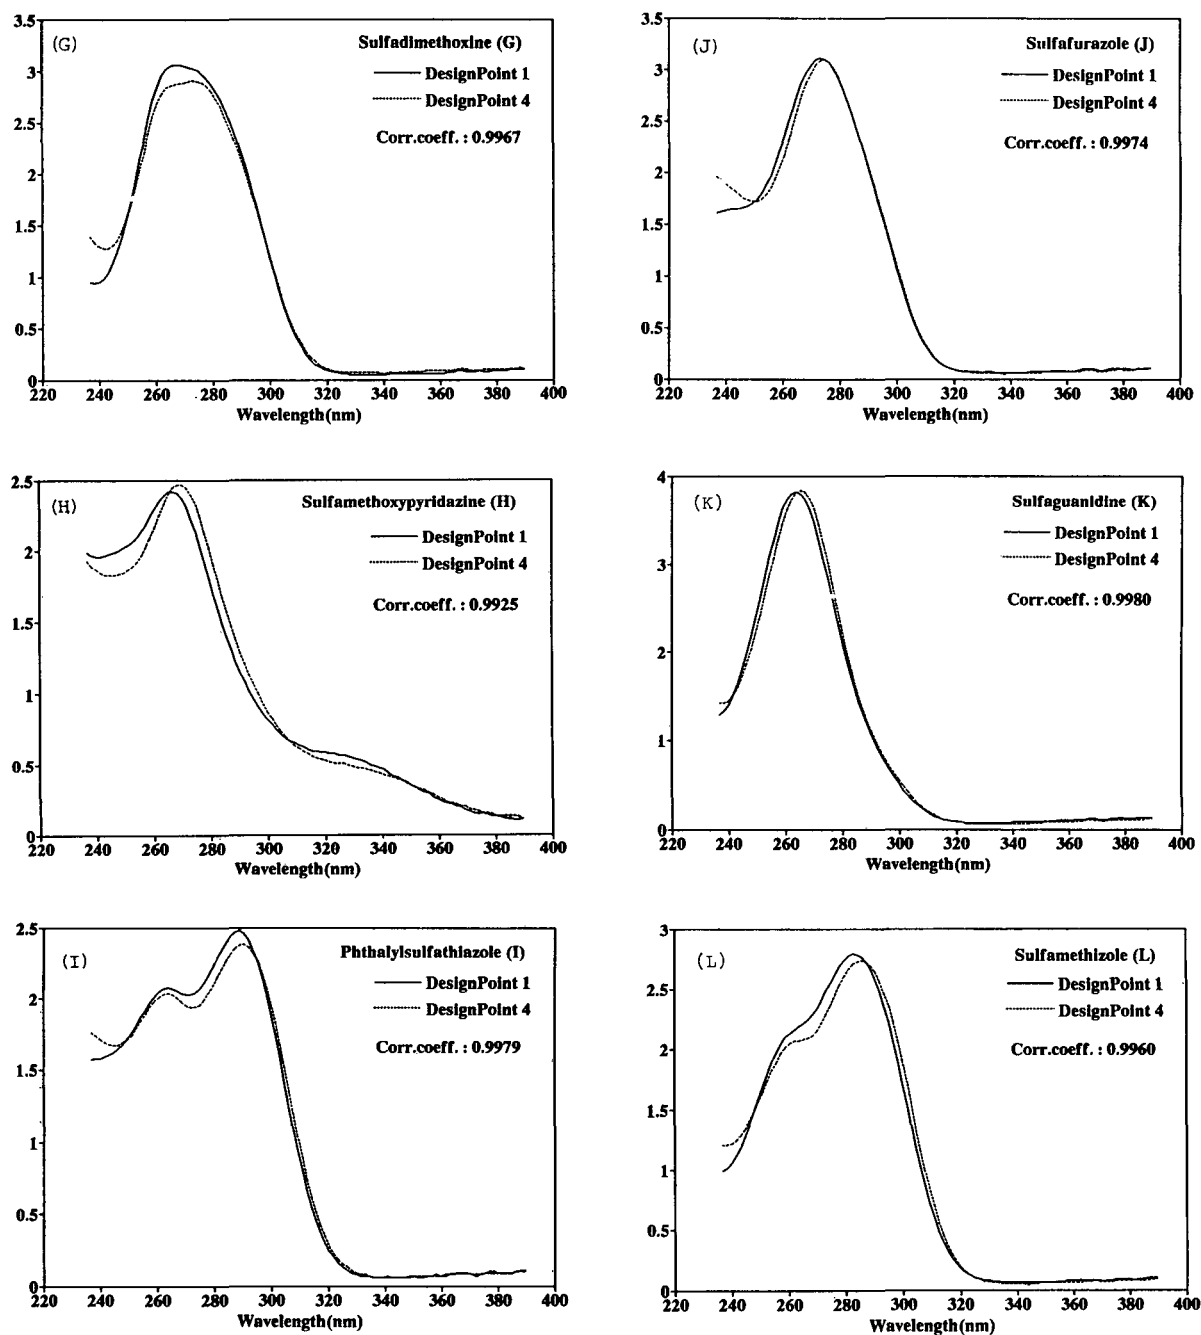 (G)
Sulfadimethoxine (G)
DesignPoint 1
DesignPoint 4
Corr.coeff. : 0.9967
3.5
3
2.5
2
1.5
1
0.5
0
220 240 260 280 300 320 340 360 380 400
Wavelength(nm)
(J)
Sulfafurazole (J)
DesignPoint 1
DesignPoint 4
Corr.coeff. : 0.9974
3.5
3
2.5
2
1.5
1
0.5
0
220 240 260 280 300 320 340 360 380 400
Wavelength(nm)
(H)
Sulfamethoxypyridazine (H)
DesignPoint 1
DesignPoint 4
Corr.coeff. : 0.9925
2.5
2
1.5
1
0.5
0
220 240 260 280 300 320 340 360 380 400
Wavelength(nm)
(K)
Sulfaguanidine (K)
DesignPoint 1
DesignPoint 4
Corr.coeff. : 0.9980
4
3
2
1
0
220 240 260 280 300 320 340 360 380 400
Wavelength(nm)
(I)
Phthalylsulfathiazole (I)
DesignPoint 1
DesignPoint 4
Corr.coeff. : 0.9979
2.5
2
1.5
1
0.5
0
220 240 260 280 300 320 340 360 380 400
Wavelength(nm)
(L)
Sulfamethizole (L)
DesignPoint 1
DesignPoint 4
Corr.coeff. : 0.9960
3
2.5
2
1.5
1
0.5
0
220 240 260 280 300 320 340 360 380 400
Wavelength(nm)